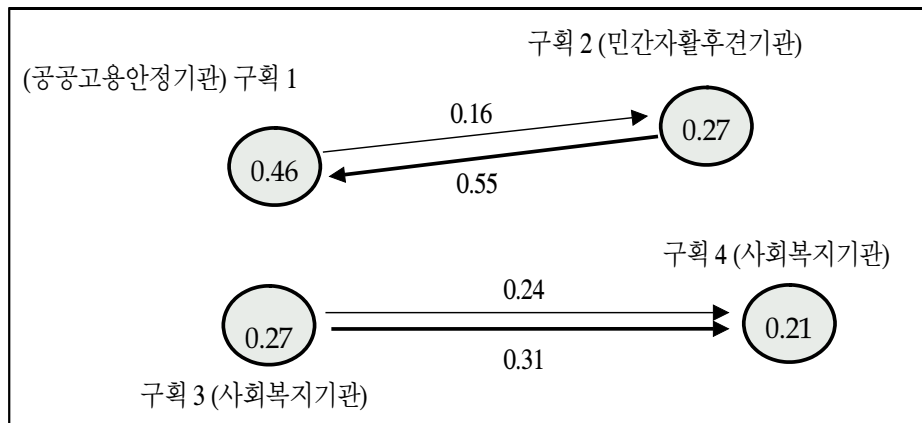 구획 2 (민간자활후견기관)
(공공고용안정기관) 구획 1
0.16
0.27
0.46
0.55
구획 4 (사회복지기관)
0.24
0.27
0.21
0.31
구획 3 (사회복지기관)